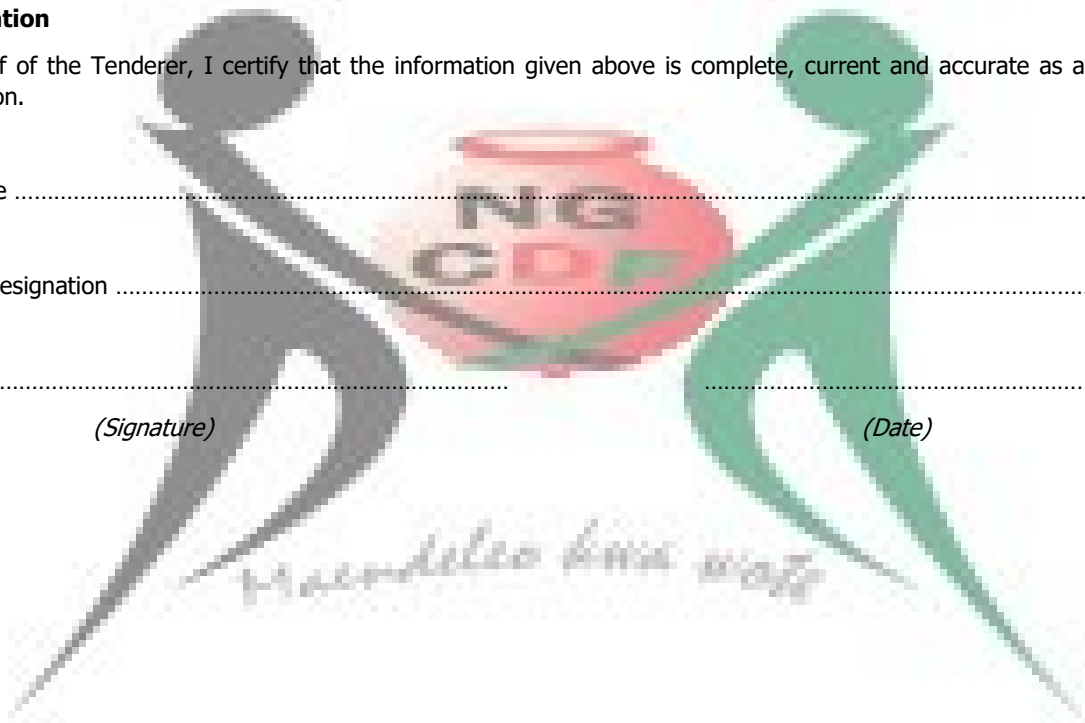 ation
f of the Tenderer, I certify that the information given above is complete, current and accurate as a
on.
e ................................................................................
NG
CDF
esignation ................................................................................
................................................................................ ................................................................................
(Signature) (Date)
Maendeleo kwa wote